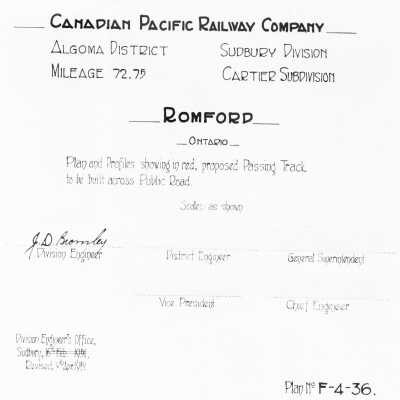 CANADIAN PACIFIC RAILWAY COMPANY
ALGOMA DISTRICT SUDBURY DIVISION
MILEAGE 72.75 CARTIER SUBDIVISION
ROMFORD
ONTARIO
Plan and Profiles showing in red, proposed Passing Track
to be built across Public Road.
Scales: as shown
J. D. Bromley
Division Engineer District Engineer General Superintendent
Vice President Chief Engineer
Division Engineer's Office,
Sudbury,
Revised,
Plan No F-4-36.